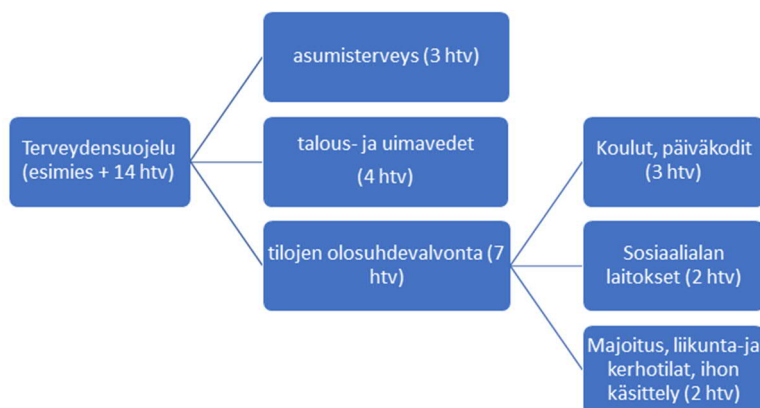 Terveydensuojelu
(esimies + 14 htv)
asumisterveys (3 htv)
talous- ja uimavedet
(4 htv)
tilojen olosuhdevalvonta (7
htv)
Koulut, päiväkodit
(3 htv)
Sosiaalialan
laitokset (2 htv)
Majoitus, liikunta-ja
kerhotilat, ihon
käsittely (2 htv)